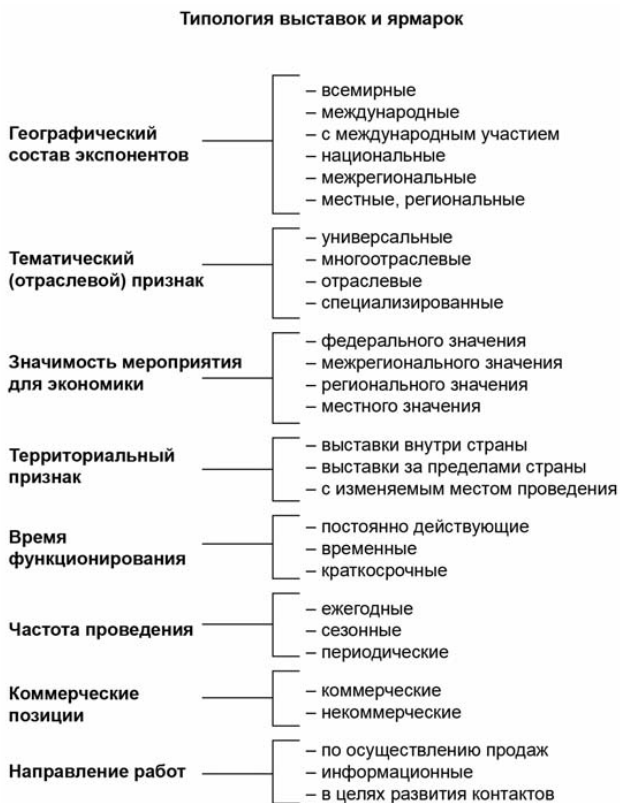 Типология выставок и ярмарок
Географический
состав экспонентов
– всемирные
– международные
– с международным участием
– национальные
– межрегиональные
– местные, региональные
Тематический
(отраслевой) признак
– универсальные
– многоотраслевые
– отраслевые
– специализированные
Значимость мероприятия
для экономики
– федерального значения
– межрегионального значения
– регионального значения
– местного значения
Территориальный
признак
– выставки внутри страны
– выставки за пределами страны
– с изменяемым местом проведения
Время
функционирования
– постоянно действующие
– временные
– краткосрочные
Частота проведения
– ежегодные
– сезонные
– периодические
Коммерческие
позиции
– коммерческие
– некоммерческие
Направление работ
– по осуществлению продаж
– информационные
– в целях развития контактов